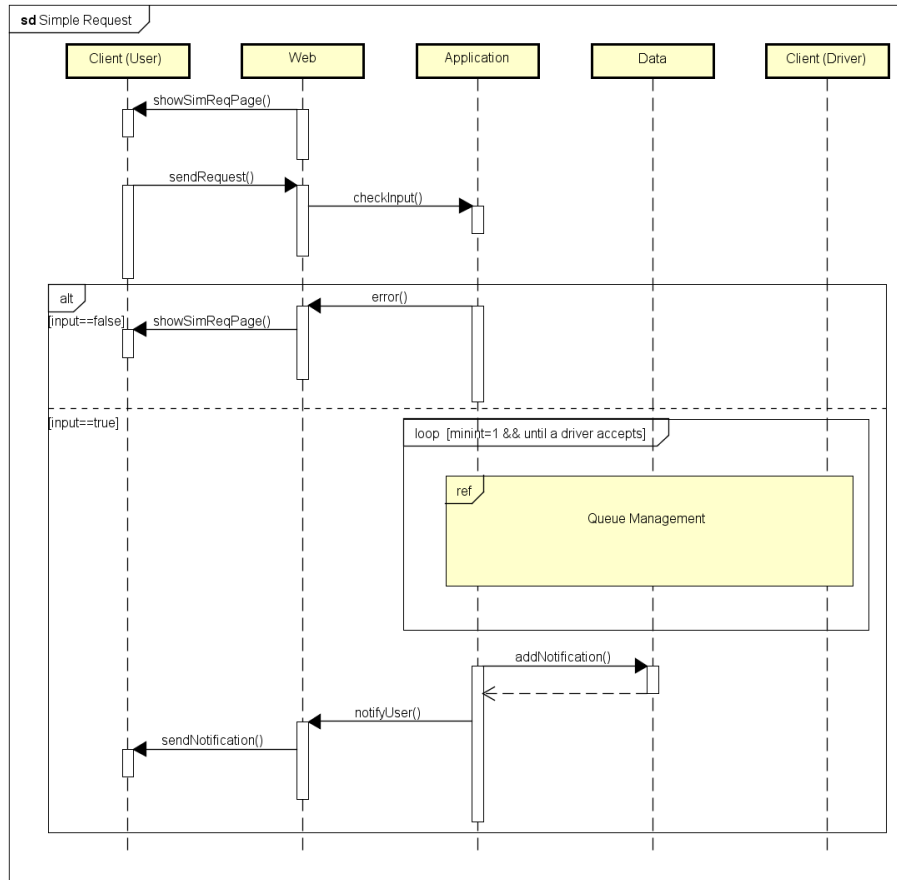 sd Simple Request
Client (User)
Web
Application
Data
Client (Driver)
showSimReqPage()
sendRequest()
checkInput()
alt
error()
[input==false]
showSimReqPage()
[input==true]
loop [minint=1 && until a driver accepts]
ref
Queue Management
addNotification()
notifyUser()
sendNotification()